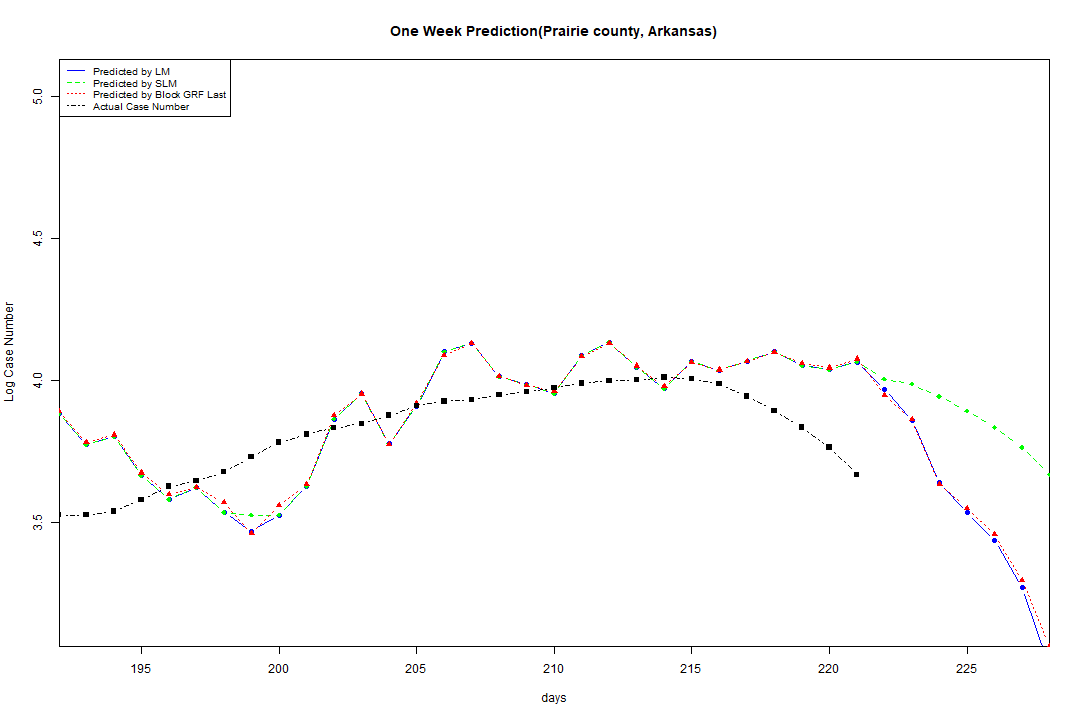 One Week Prediction(Prairie county, Arkansas)
Predicted by LM
Predicted by SLM
Predicted by Block GRF Last
Actual Case Number
5.0
4.5
4.0
3.5
Log Case Number
195 200 205 210 215 220 225
days